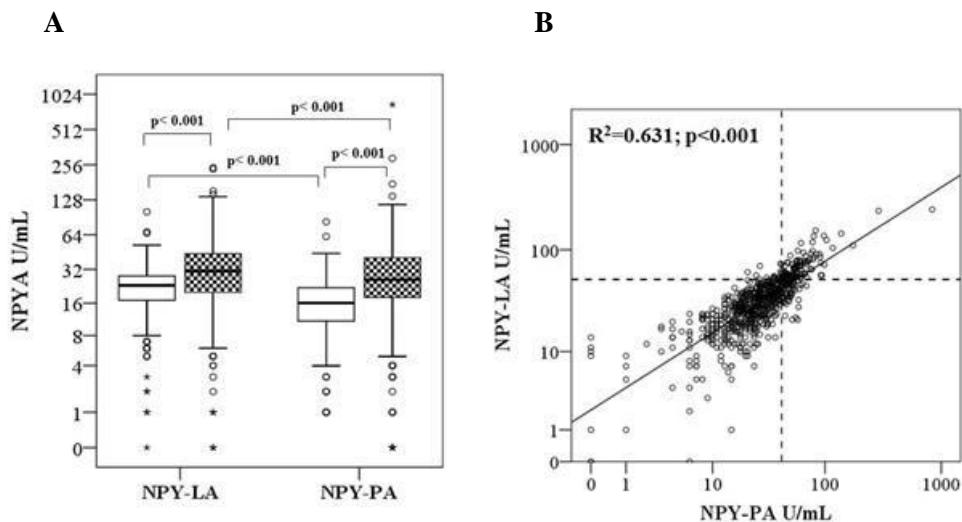 A
B
NPYA U/mL
1024
512
256
128
64
32
16
8
4
1
0
p< 0.001
p< 0.001
p< 0.001
p< 0.001
NPY-LA
NPY-PA
R²=0.631; p<0.001
NPY-LA U/mL
1000
100
10
1
0
0
1
10
100
1000
NPY-PA U/mL